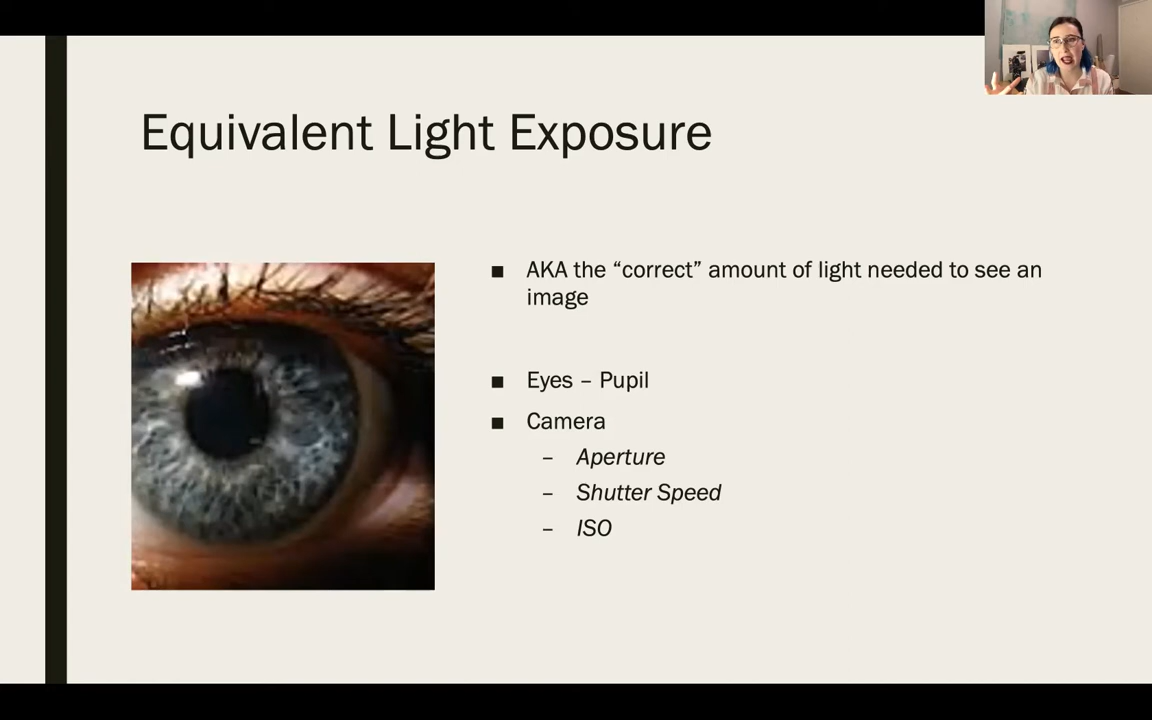 Equivalent Light Exposure
■ AKA the “correct” amount of light needed to see an
image
■ Eyes – Pupil
■ Camera
– Aperture
– Shutter Speed
– ISO